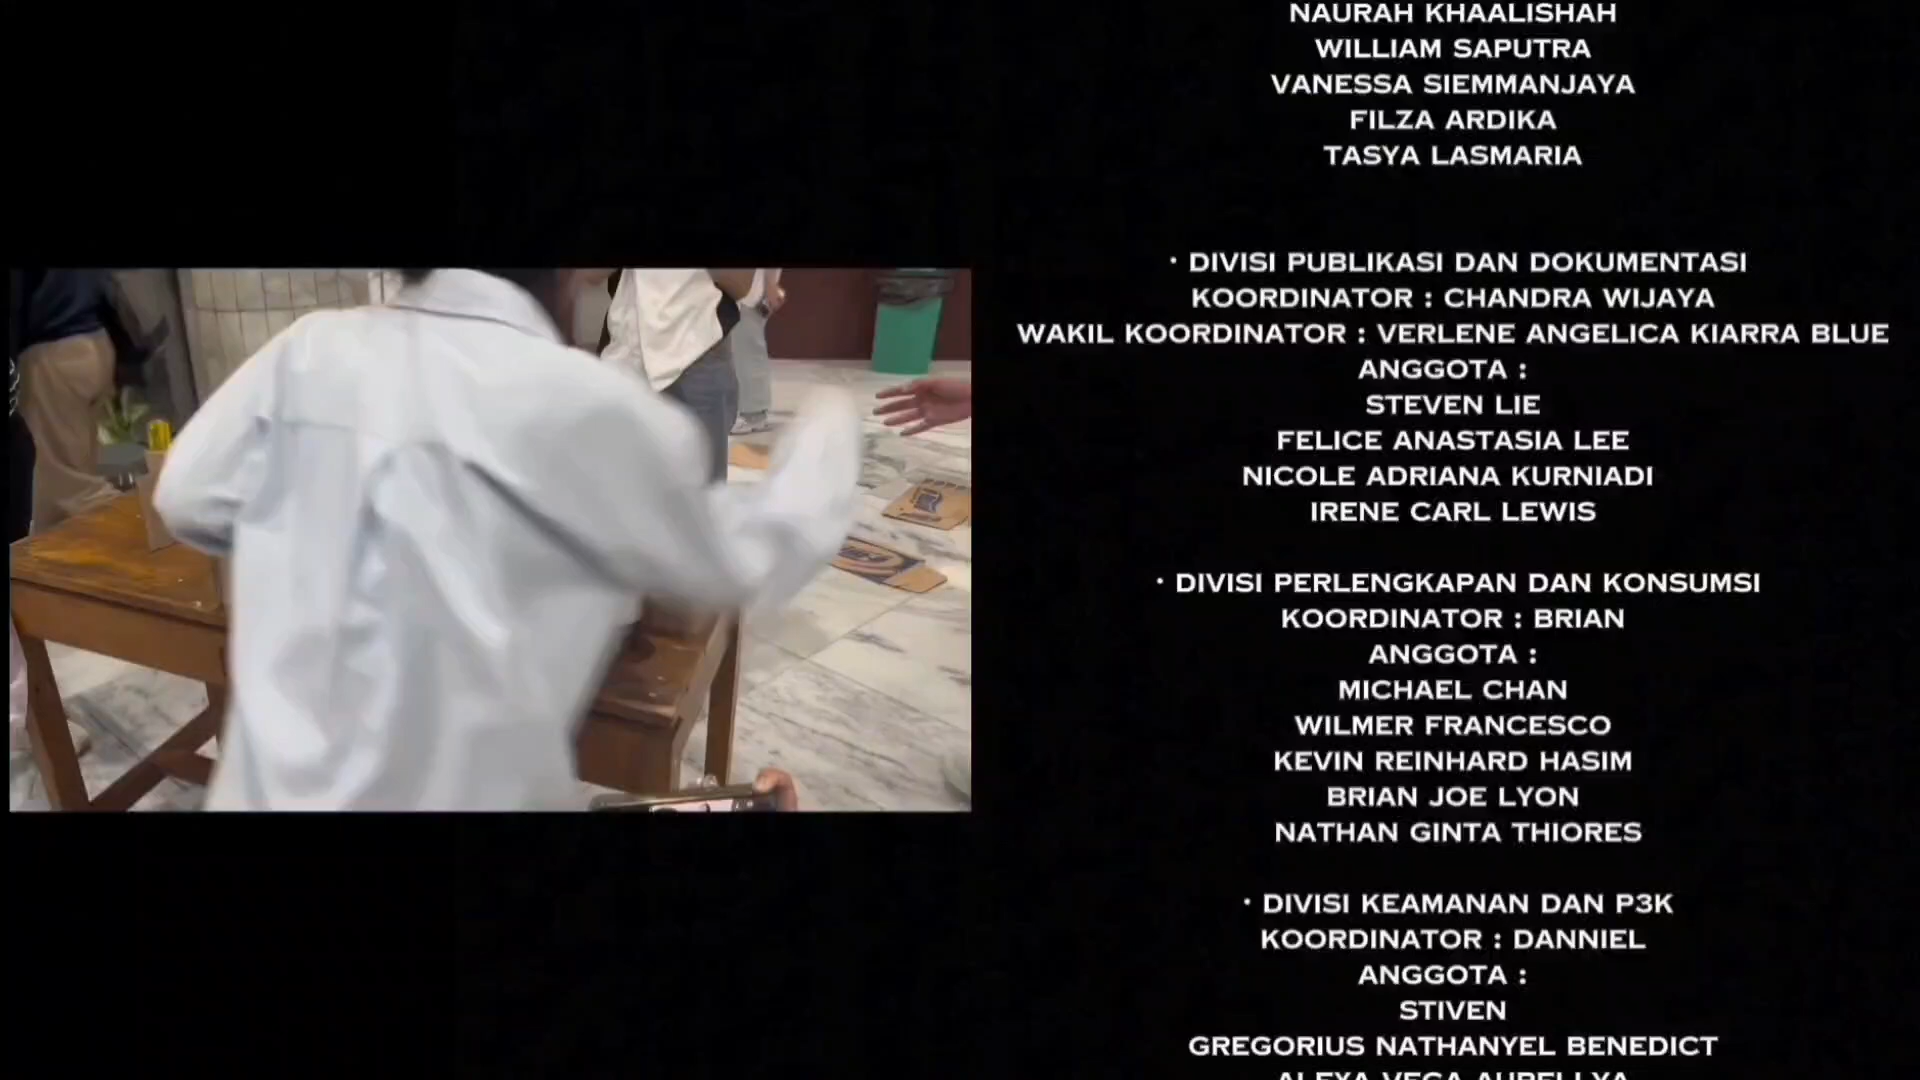 NAURAH KHAALISHAH
WILLIAM SAPUTRA
VANESSA SIEMMANJAYA
FILZA ARDIKA
TASYA LASMARIA
• DIVISI PUBLIKASI DAN DOKUMENTASI
KOORDINATOR : CHANDRA WIJAYA
WAKIL KOORDINATOR : VERLENE ANGELICA KIARRA BLUE
ANGGOTA :
STEVEN LIE
FELICE ANASTASIA LEE
NICOLE ADRIANA KURNIADI
IRENE CARL LEWIS
• DIVISI PERLENGKAPAN DAN KONSUMSI
KOORDINATOR : BRIAN
ANGGOTA :
MICHAEL CHAN
WILMER FRANCESCO
KEVIN REINHARD HASIM
BRIAN JOE LYON
NATHAN GINTA THIORES
• DIVISI KEAMANAN DAN P3K
KOORDINATOR : DANNIEL
ANGGOTA :
STIVEN
GREGORIUS NATHANYEL BENEDICT
ALEXA VEGA AURELLYA